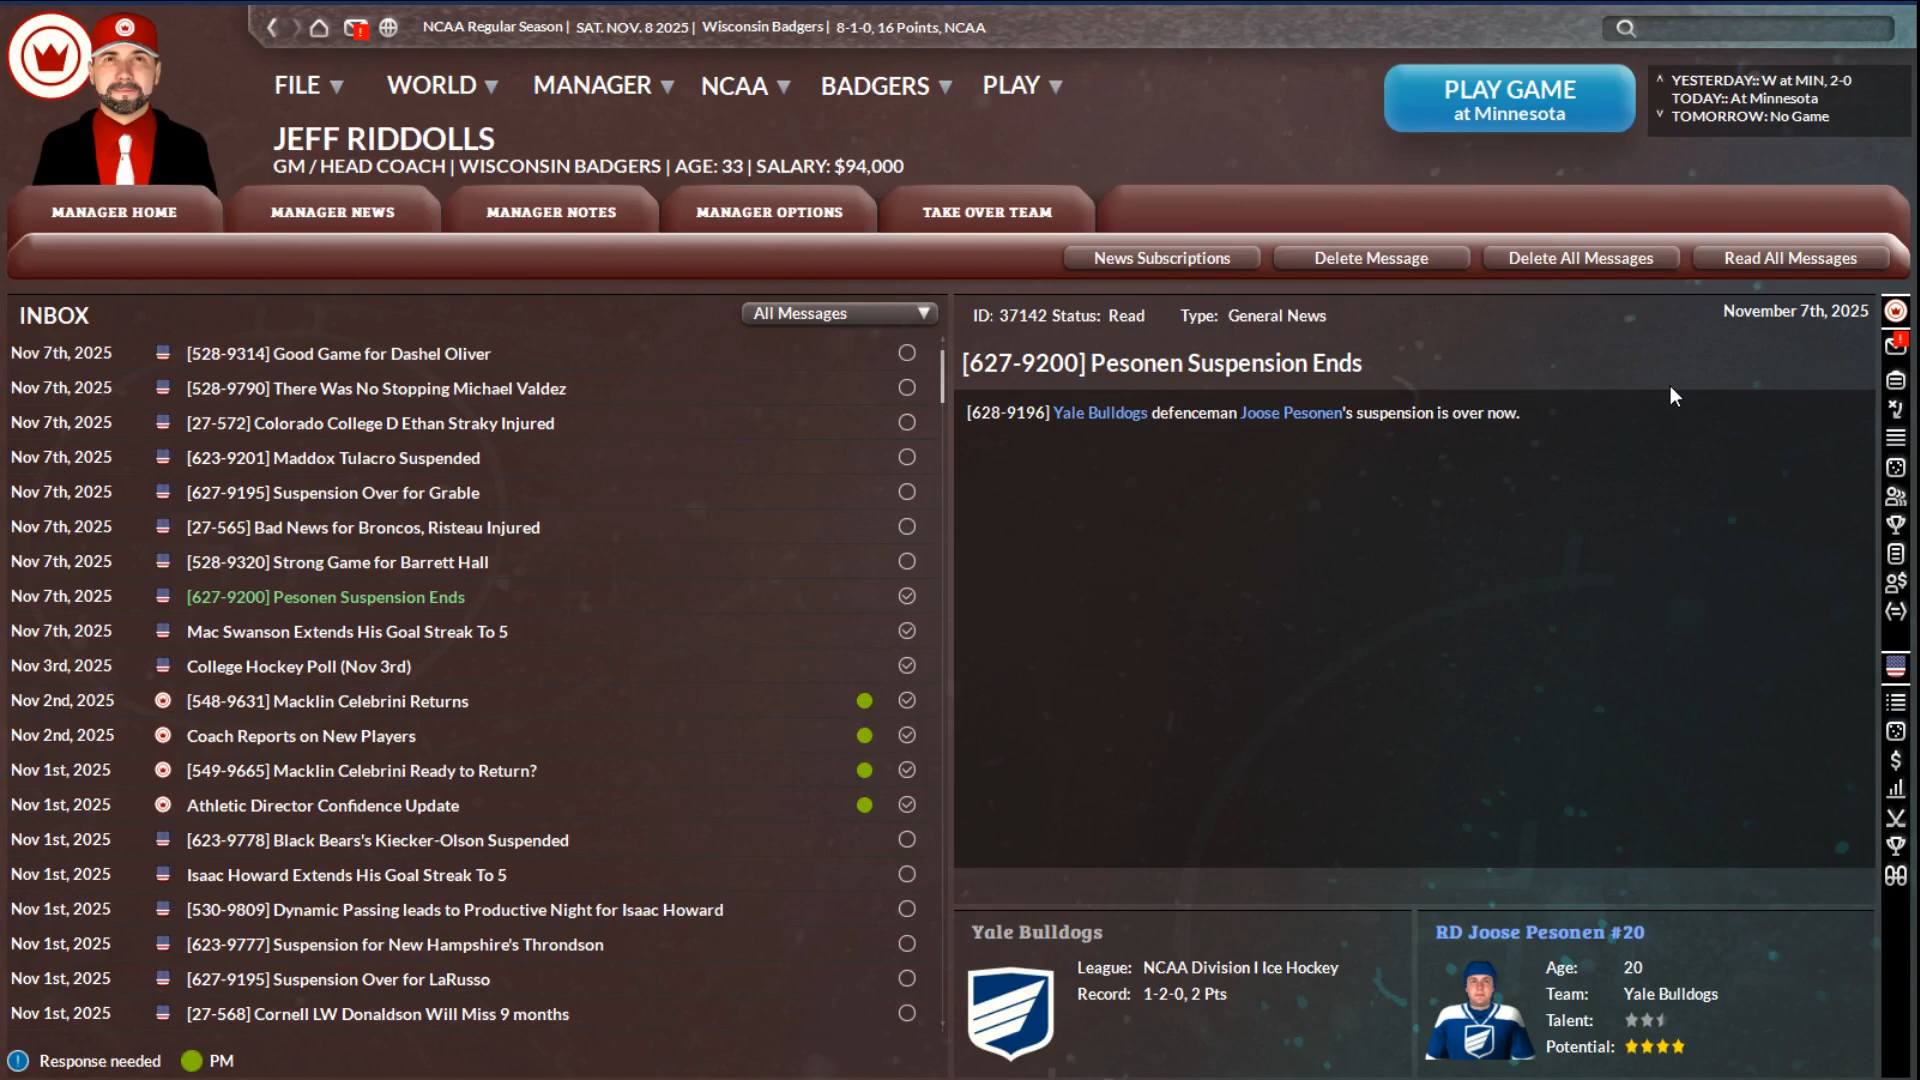 NCAA Regular Season | SAT. NOV. 8 2025 | Wisconsin Badgers | 8-1-0, 16 Points, NCAA
FILE ▼ WORLD ▼ MANAGER ▼ NCAA ▼ BADGERS ▼ PLAY ▼
PLAY GAME
at Minnesota
YESTERDAY:: W at MIN, 2-0
TODAY:: At Minnesota
TOMORROW: No Game
JEFF RIDDOLLS
GM / HEAD COACH | WISCONSIN BADGERS | AGE: 33 | SALARY: $94,000
MANAGER HOME MANAGER NEWS MANAGER NOTES MANAGER OPTIONS TAKE OVER TEAM
News Subscriptions Delete Message Delete All Messages Read All Messages
INBOX All Messages ▼
Nov 7th, 2025 [528-9314] Good Game for Dashel Oliver
Nov 7th, 2025 [528-9790] There Was No Stopping Michael Valdez
Nov 7th, 2025 [27-572] Colorado College D Ethan Straky Injured
Nov 7th, 2025 [623-9201] Maddox Tulacro Suspended
Nov 7th, 2025 [627-9195] Suspension Over for Grable
Nov 7th, 2025 [27-565] Bad News for Broncos, Risteau Injured
Nov 7th, 2025 [528-9320] Strong Game for Barrett Hall
Nov 7th, 2025 [627-9200] Pesonen Suspension Ends
Nov 7th, 2025 Mac Swanson Extends His Goal Streak To 5
Nov 3rd, 2025 College Hockey Poll (Nov 3rd)
Nov 2nd, 2025 [548-9631] Macklin Celebrini Returns
Nov 2nd, 2025 Coach Reports on New Players
Nov 1st, 2025 [549-9665] Macklin Celebrini Ready to Return?
Nov 1st, 2025 Athletic Director Confidence Update
Nov 1st, 2025 [623-9778] Black Bears's Kiecker-Olson Suspended
Nov 1st, 2025 Isaac Howard Extends His Goal Streak To 5
Nov 1st, 2025 [530-9809] Dynamic Passing leads to Productive Night for Isaac Howard
Nov 1st, 2025 [623-9777] Suspension for New Hampshire's Throndson
Nov 1st, 2025 [627-9195] Suspension Over for LaRusso
Nov 1st, 2025 [27-568] Cornell LW Donaldson Will Miss 9 months
Response needed PM
ID: 37142 Status: Read Type: General News November 7th, 2025
[627-9200] Pesonen Suspension Ends
[628-9196] Yale Bulldogs defenceman Joose Pesonen's suspension is over now.
Yale Bulldogs
League: NCAA Division I Ice Hockey
Record: 1-2-0, 2 Pts
RD Joose Pesonen #20
Age: 20
Team: Yale Bulldogs
Talent:
Potential: